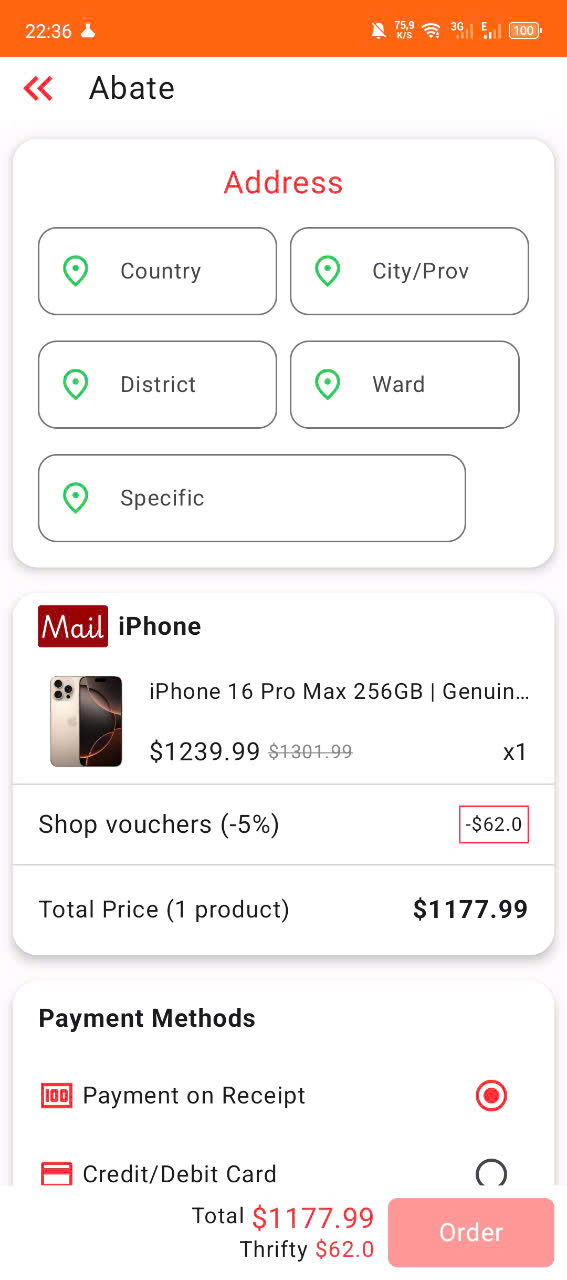 22:36 75,9 K/S 3G E 100
Abate
Address
Country City/Prov
District Ward
Specific
Mail iPhone
iPhone 16 Pro Max 256GB | Genuin...
$1239.99 $1301.99 x1
Shop vouchers (-5%) -$62.0
Total Price (1 product) $1177.99
Payment Methods
100 Payment on Receipt
Credit/Debit Card
Total $1177.99
Thrifty $62.0
Order